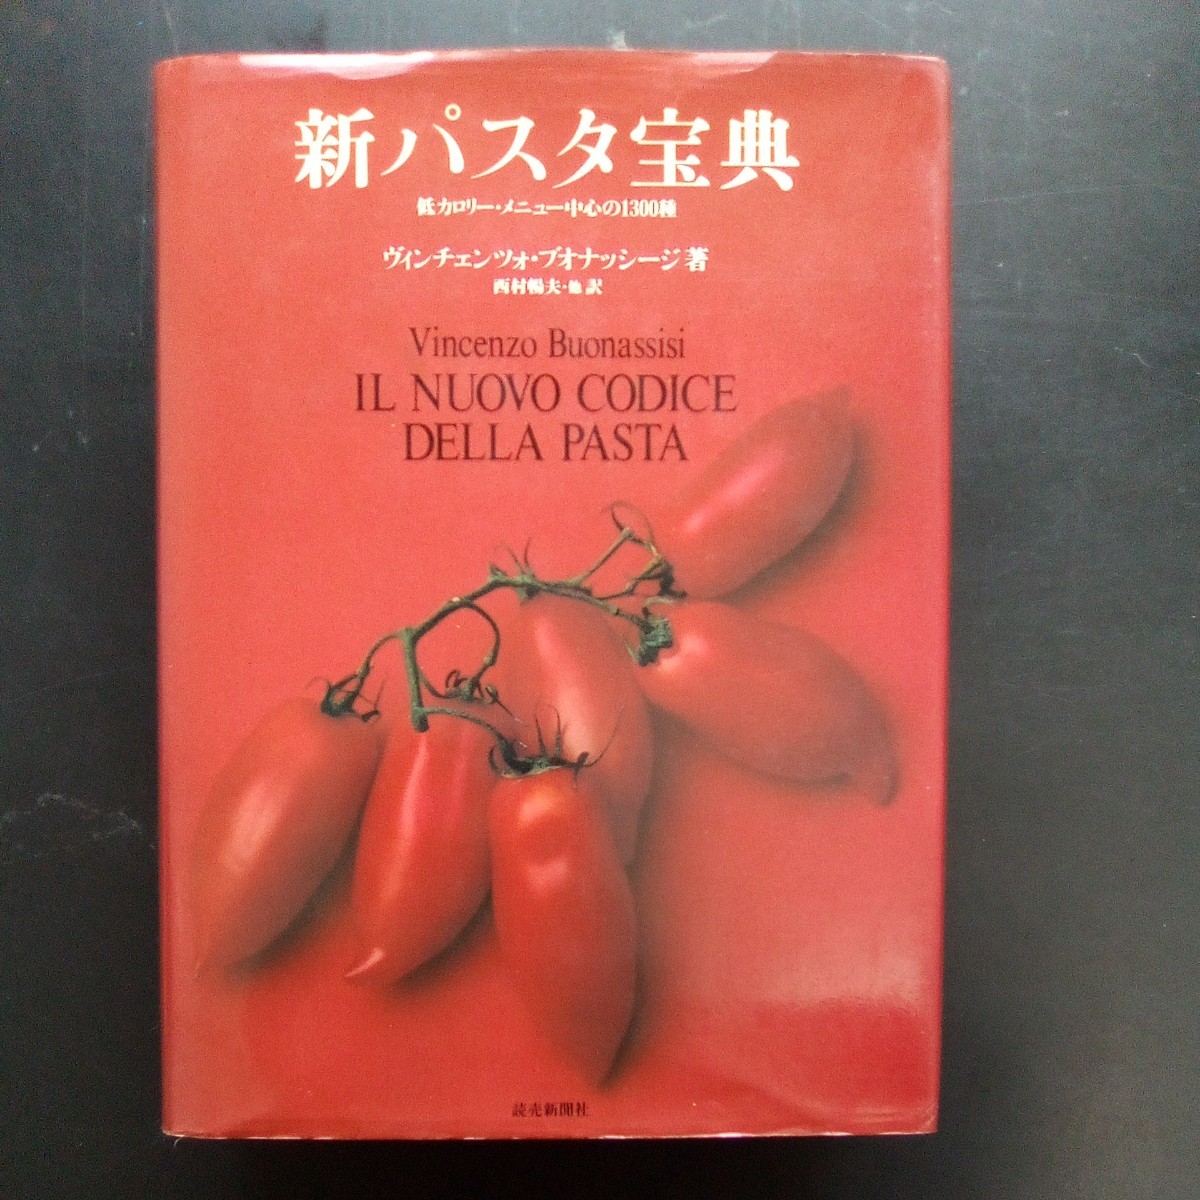 新パスタ宝典
低カロリー・メニュー中心の1300種
ヴィンチェンツォ・ブオナッシージ著
西村暢夫・他訳
Vincenzo Buonassisi
IL NUOVO CODICE
DELLA PASTA
読売新聞社